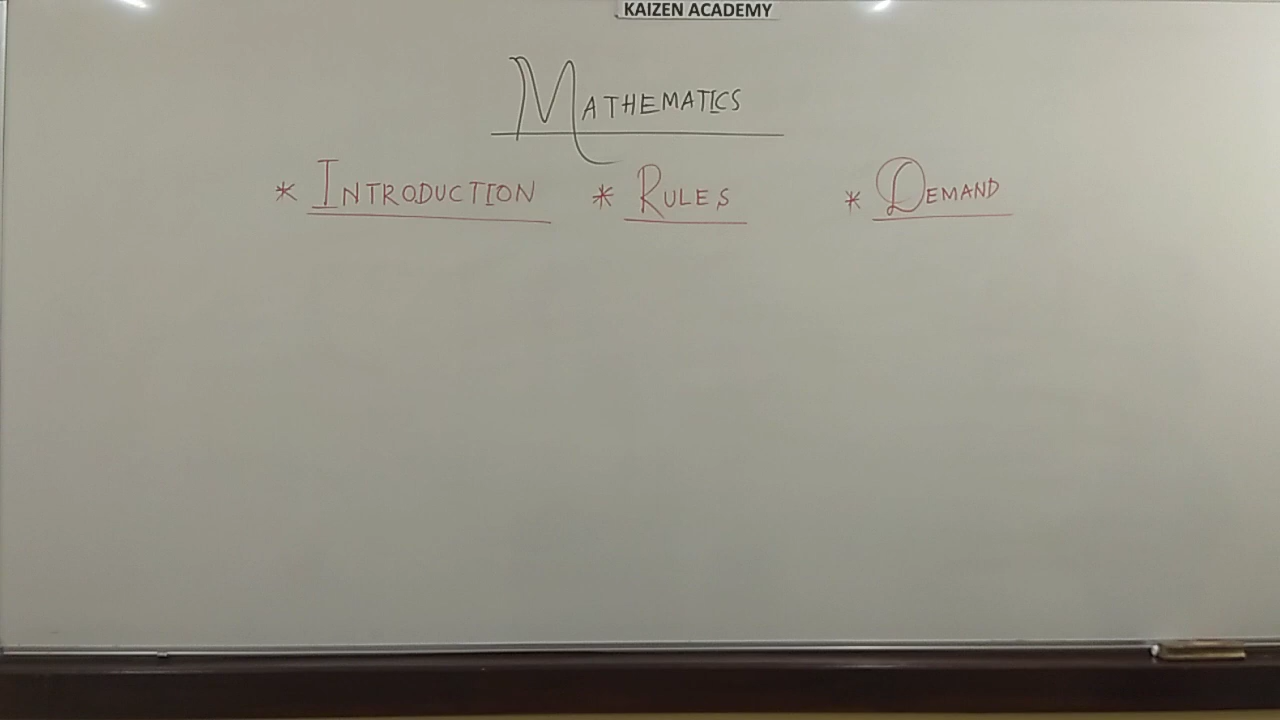 KAIZEN ACADEMY
MATHEMATICS
* INTRODUCTION * RULES * DEMAND